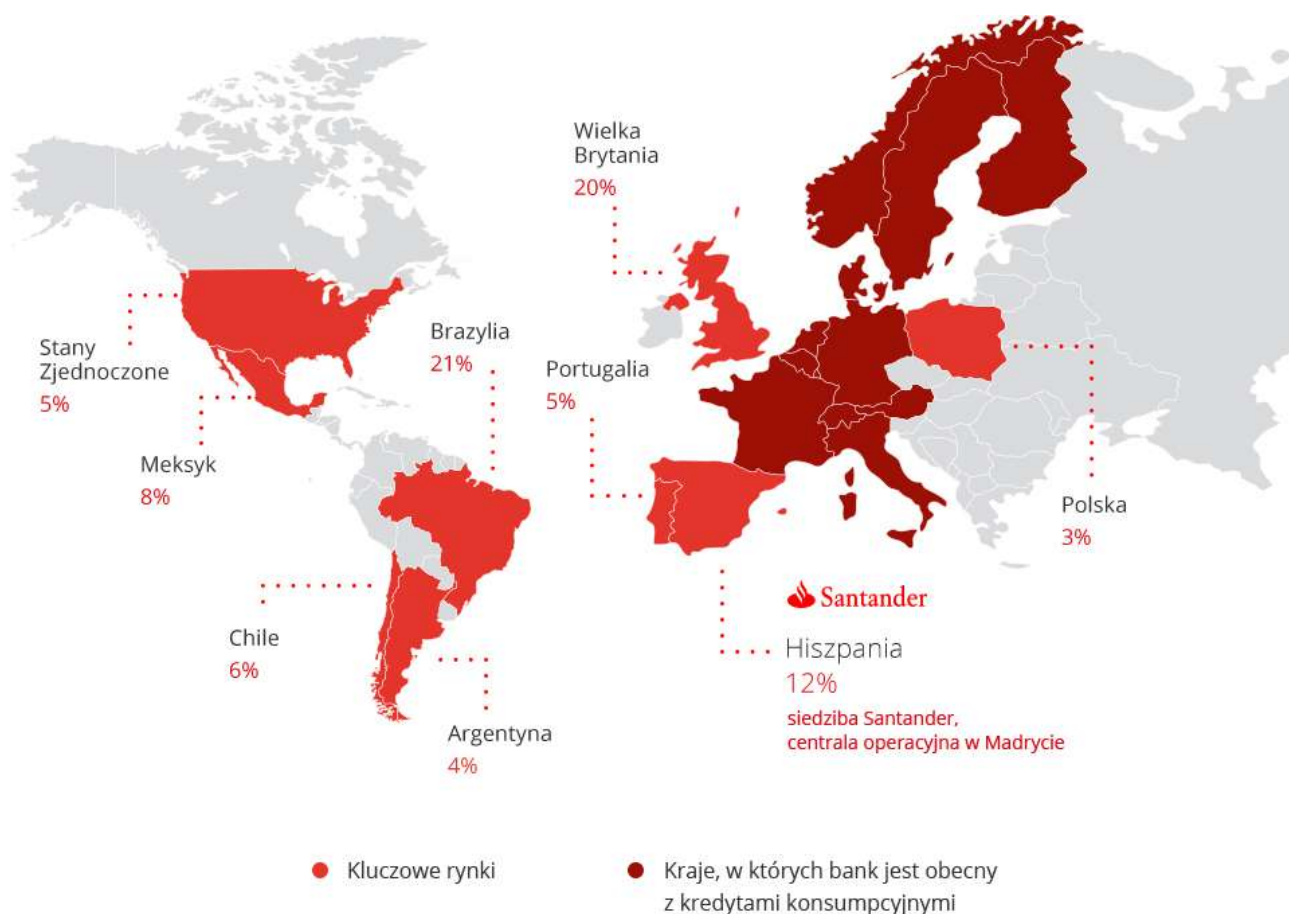 Wielka
Brytania
20%
Stany
Zjednoczone
5%
Brazylia
21%
Portugalia
5%
Meksyk
8%
Polska
3%
Chile
6%
Argentyna
4%
Santander
Hiszpania
12%
siedziba Santander,
centrala operacyjna w Madrycie
Kluczowe rynki
Kraje, w których bank jest obecny
z kredytami konsumpcyjnymi